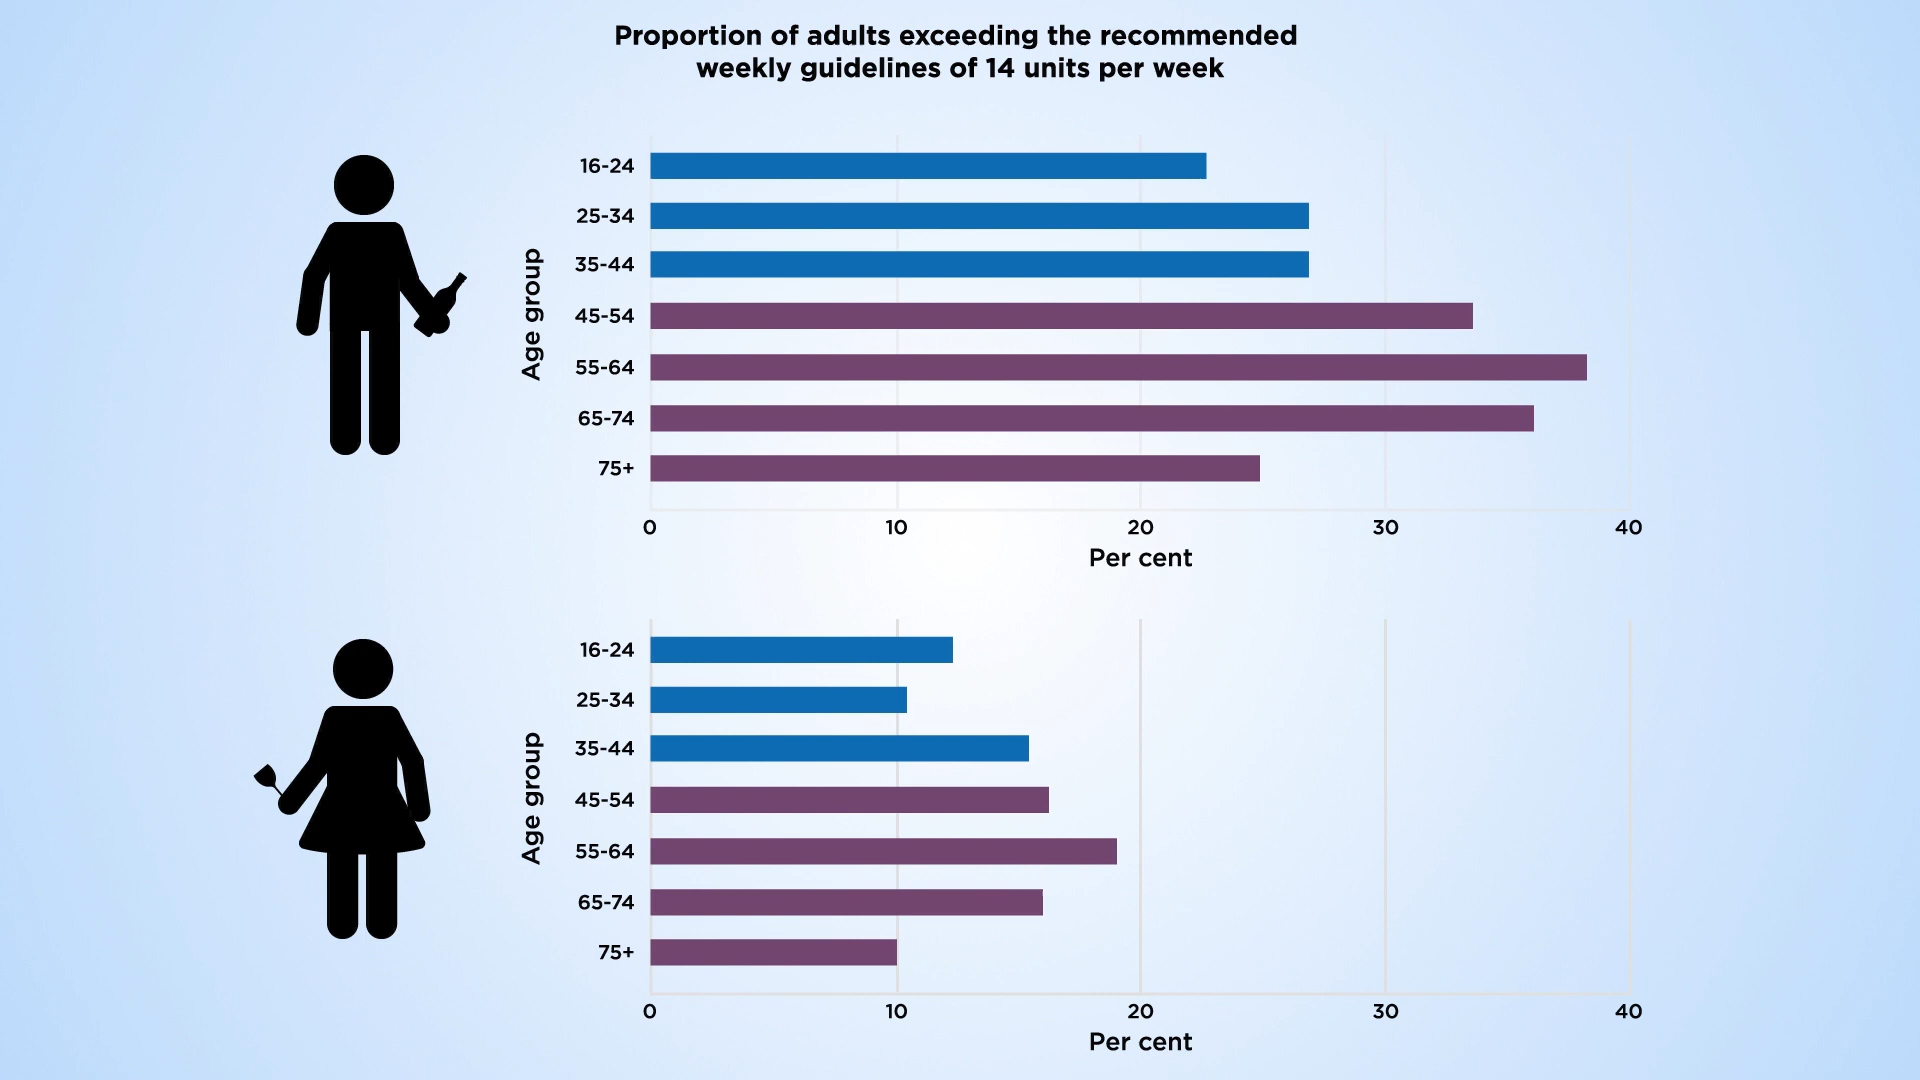 Proportion of adults exceeding the recommended
weekly guidelines of 14 units per week
Age group
16-24
25-34
35-44
45-54
55-64
65-74
75+
0 10 20 30 40
Per cent
Age group
16-24
25-34
35-44
45-54
55-64
65-74
75+
0 10 20 30 40
Per cent